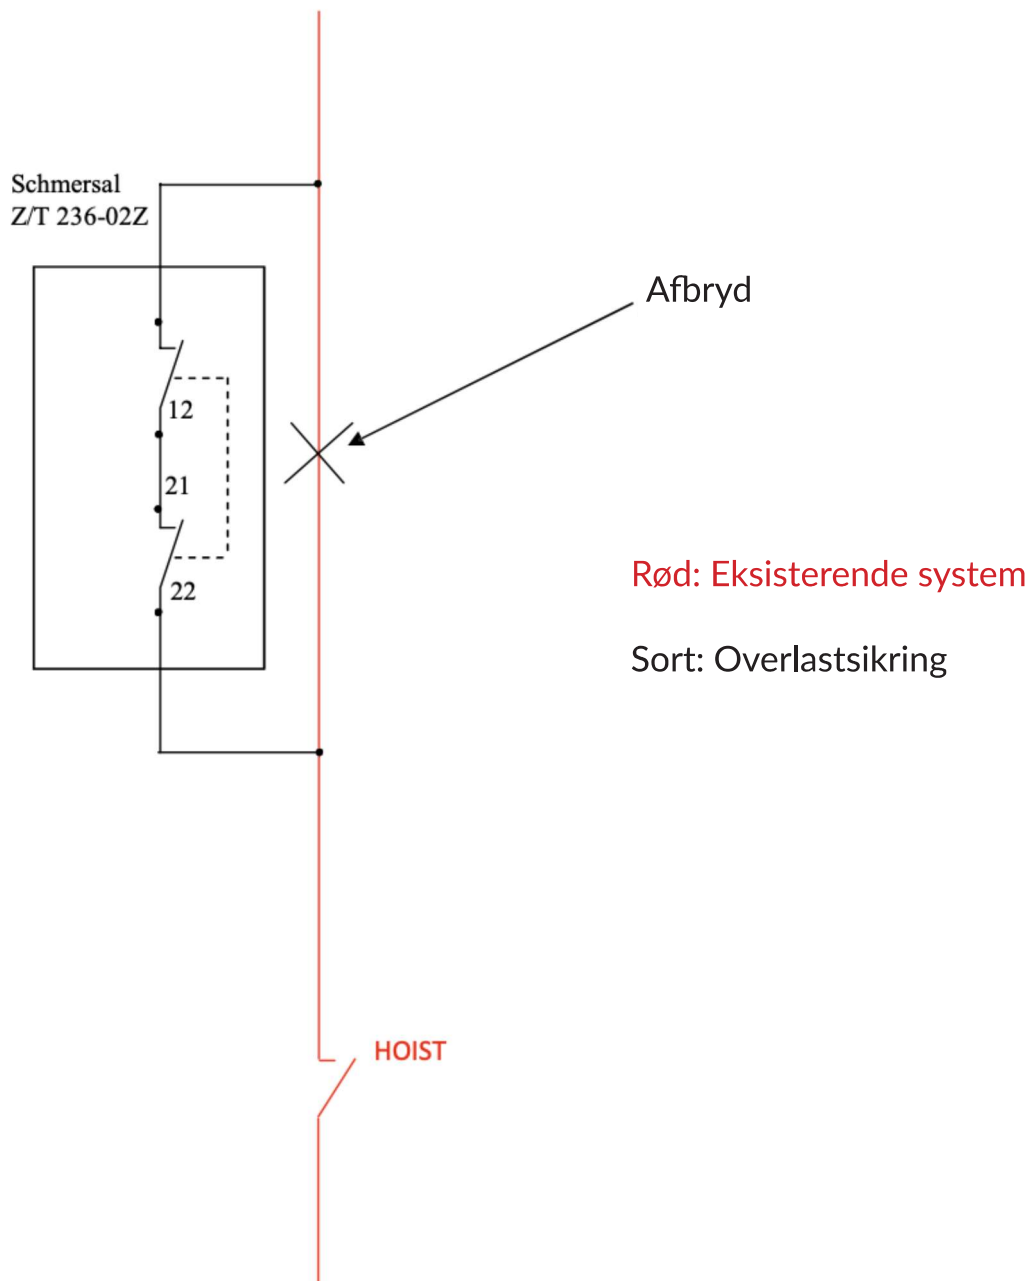 Schmersal
Z/T 236-02Z
Afbryd
12
21
22
Rød: Eksisterende system
Sort: Overlastsikring
HOIST